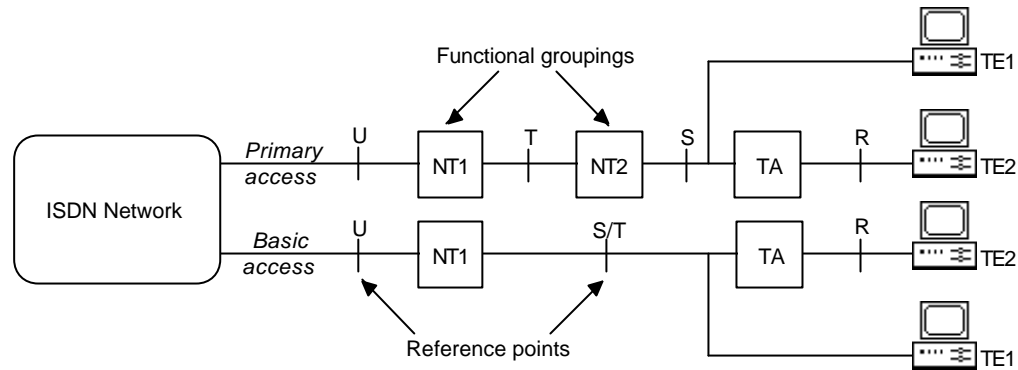 Functional groupings
TE1
U
T
S
R
Primary
access
NT1
NT2
TA
TE2
ISDN Network
U
S/T
R
Basic
access
NT1
TA
TE2
Reference points
TE1